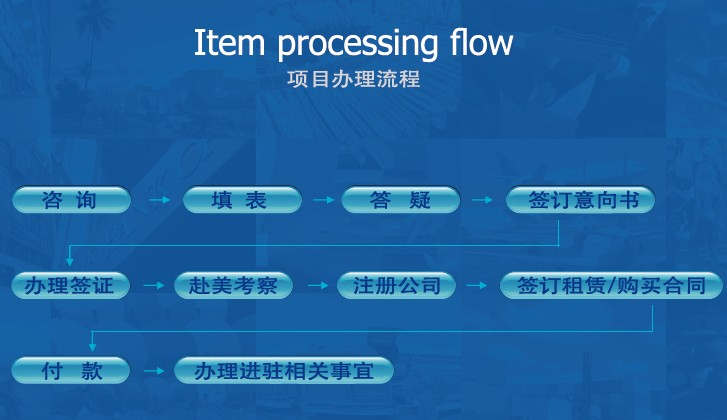 Item processing flow
项目办理流程
咨 询 填 表 答 疑 签订意向书
办理签证 赴美考察 注册公司 签订租赁/购买合同
付 款 办理进驻相关事宜